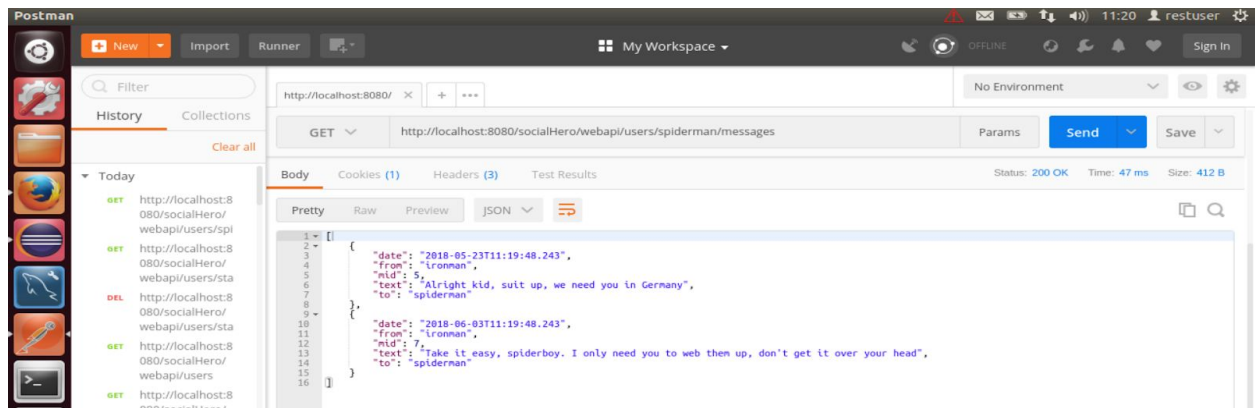 Postman
11:20 restuser
New Import Runner My Workspace OFFLINE Sign In
Filter
History Collections
Clear all
Today
GET http://localhost:8
080/socialHero/
webapi/users/spi
GET http://localhost:8
080/socialHero/
webapi/users/sta
DEL http://localhost:8
080/socialHero/
webapi/users/sta
GET http://localhost:8
080/socialHero/
webapi/users
GET http://localhost:8
080/socialHero/
http://localhost:8080/ No Environment
GET http://localhost:8080/socialHero/webapi/users/spiderman/messages Params Send Save
Body Cookies (1) Headers (3) Test Results Status: 200 OK Time: 47 ms Size: 412 B
Pretty Raw Preview JSON
1 [
2 {
3 "date": "2018-05-23T11:19:48.243",
4 "from": "ironman",
5 "mid": 5,
6 "text": "Alright kid, suit up, we need you in Germany",
7 "to": "spiderman"
8 },
9 {
10 "date": "2018-06-03T11:19:48.243",
11 "from": "ironman",
12 "mid": 7,
13 "text": "Take it easy, spiderboy. I only need you to web them up, don't get it over your head",
14 "to": "spiderman"
15 }
16 ]